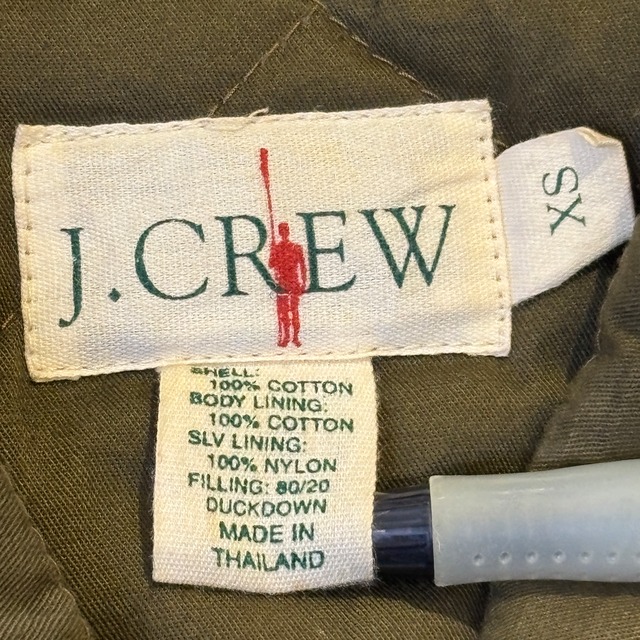 J.CREW
XS
SHELL:
100% COTTON
BODY LINING:
100% COTTON
SLV LINING:
100% NYLON
FILLING: 80/20
DUCKDOWN
MADE IN
THAILAND